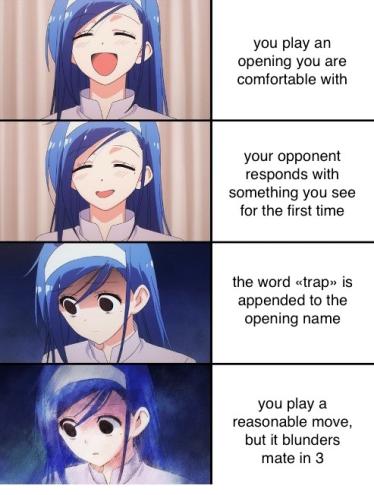 you play an
opening you are
comfortable with
your opponent
responds with
something you see
for the first time
the word «trap» is
appended to the
opening name
you play a
reasonable move,
but it blunders
mate in 3